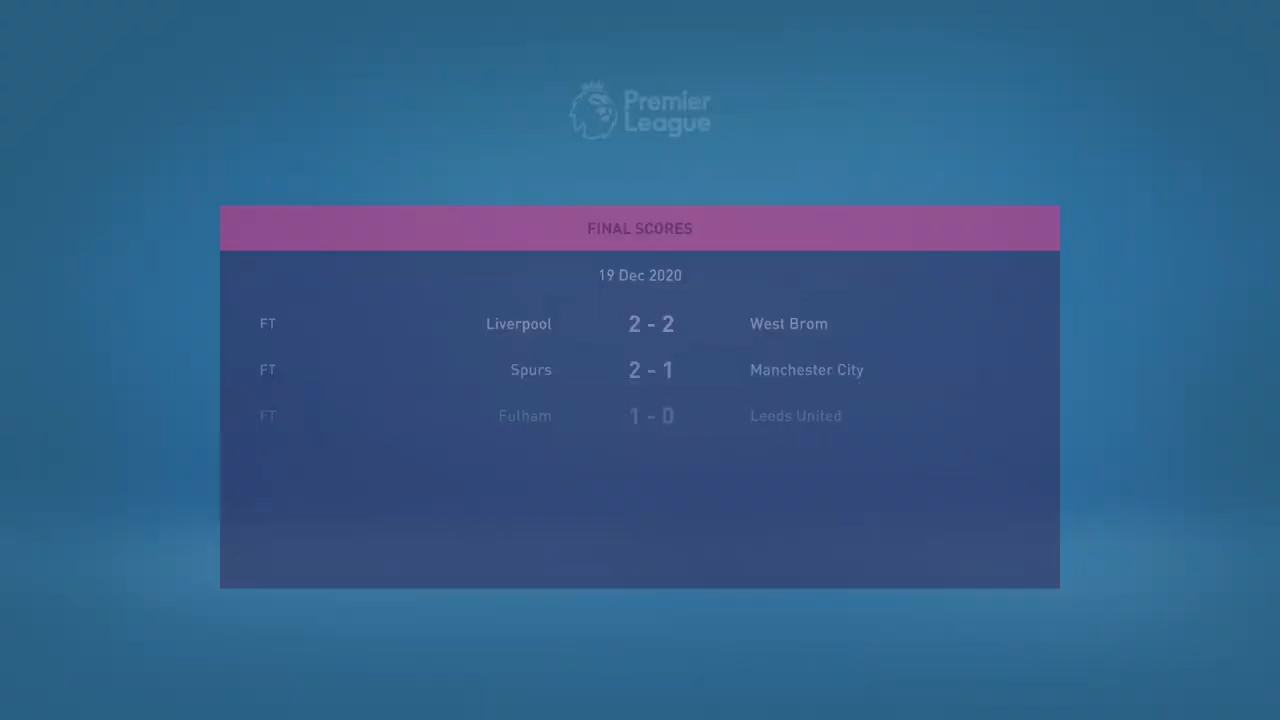 Premier
League
FINAL SCORES
19 Dec 2020
FT Liverpool 2 - 2 West Brom
FT Spurs 2 - 1 Manchester City
FT Fulham 1 - 0 Leeds United